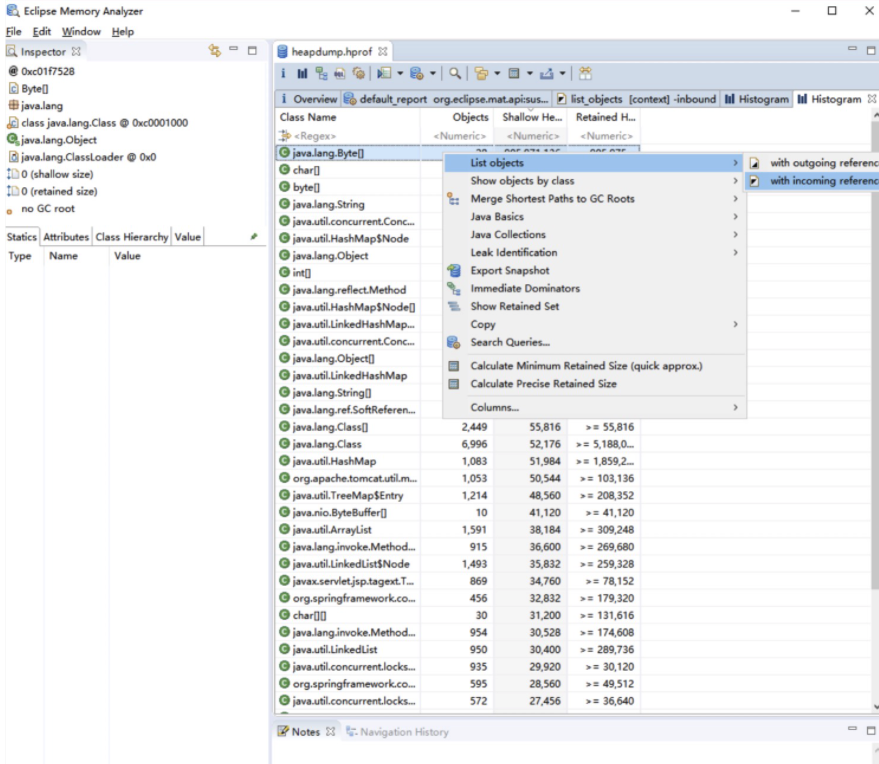 Eclipse Memory Analyzer
File Edit Window Help
Inspector
heapdump.hprof
@ 0xc01f7528
Byte[]
java.lang
class java.lang.Class @ 0xc0001000
java.lang.Object
java.lang.ClassLoader @ 0x0
0 (shallow size)
0 (retained size)
no GC root
Statics Attributes Class Hierarchy Value
Type Name Value
i Overview default_report org.eclipse.mat.api:sus... list_objects [context] -inbound Histogram Histogram
Class Name Objects Shallow He... Retained H...
<Regex> <Numeric> <Numeric> <Numeric>
java.lang.Byte[]
char[]
byte[]
java.lang.String
java.util.concurrent.Conc...
java.util.HashMap$Node
java.lang.Object
int[]
java.lang.reflect.Method
java.util.HashMap$Node[]
java.util.LinkedHashMap...
java.util.concurrent.Conc...
java.lang.Object[]
java.util.LinkedHashMap
java.lang.String[]
java.lang.ref.SoftReferen...
java.lang.Class[] 2,449 55,816 >= 55,816
java.lang.Class 6,996 52,176 >= 5,188,0...
java.util.HashMap 1,083 51,984 >= 1,859,2...
org.apache.tomcat.util.m... 1,053 50,544 >= 103,136
java.util.TreeMap$Entry 1,214 48,560 >= 208,352
java.nio.ByteBuffer[] 10 41,120 >= 41,120
java.util.ArrayList 1,591 38,184 >= 309,248
java.lang.invoke.Method... 915 36,600 >= 269,680
java.util.LinkedList$Node 1,493 35,832 >= 259,328
javax.servlet.jsp.tagext.T... 869 34,760 >= 78,152
org.springframework.co... 456 32,832 >= 179,320
char[][] 30 31,200 >= 131,616
java.lang.invoke.Method... 954 30,528 >= 174,608
java.util.LinkedList 950 30,400 >= 289,736
java.util.concurrent.locks... 935 29,920 >= 30,120
org.springframework.co... 595 28,560 >= 49,512
java.util.concurrent.locks... 572 27,456 >= 36,640
List objects
Show objects by class
Merge Shortest Paths to GC Roots
Java Basics
Java Collections
Leak Identification
Export Snapshot
Immediate Dominators
Show Retained Set
Copy
Search Queries...
Calculate Minimum Retained Size (quick approx.)
Calculate Precise Retained Size
Columns...
with outgoing referenc
with incoming referenc
Notes Navigation History